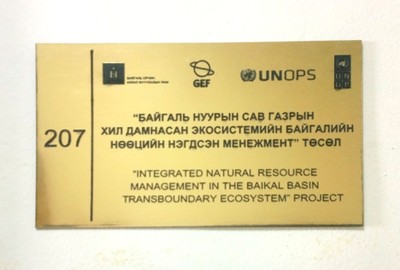 207
GEF
UNOPS
"БАЙГАЛЬ НУУРЫН САВ ГАЗРЫН
ХИЛ ДАМНАСАН ЭКОСИСТЕМИЙН БАЙГАЛИЙН
НӨӨЦИЙН НЭГДСЭН МЕНЕЖМЕНТ" ТӨСӨЛ
"INTEGRATED NATURAL RESOURCE
MANAGEMENT IN THE BAIKAL BASIN
TRANSBOUNDARY ECOSYSTEM" PROJECT